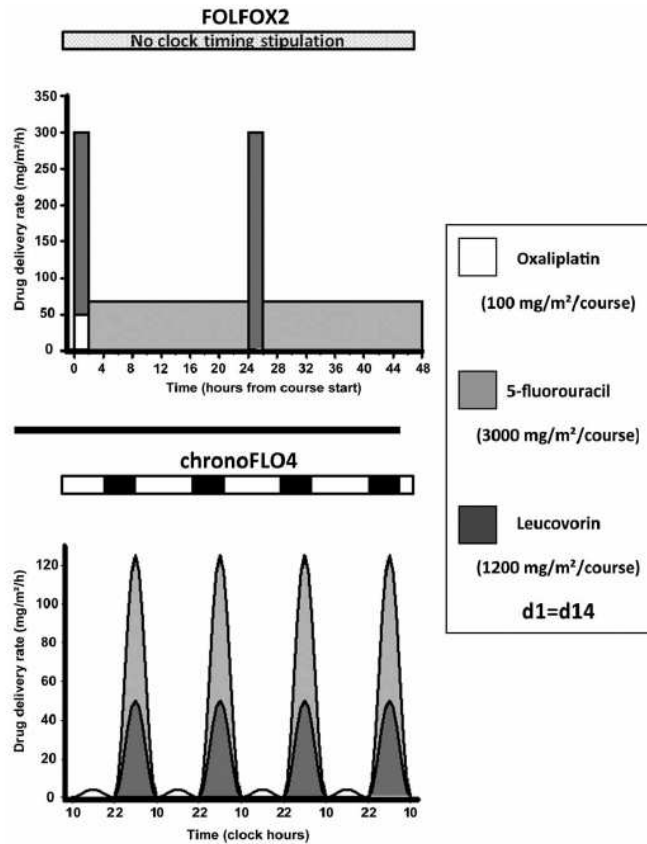 FOLFOX2
No clock timing stipulation
Drug delivery rate (mg/m²/h)
350
300
250
200
150
100
50
0
0 4 8 12 16 20 24 28 32 36 40 44 48
Time (hours from course start)
Oxaliplatin
(100 mg/m²/course)
5-fluorouracil
(3000 mg/m²/course)
Leucovorin
(1200 mg/m²/course)
d1=d14
chronoFLO4
Drug delivery rate (mg/m²/h)
120
100
80
60
40
20
0
10 22 10 22 10 22 10 22 10
Time (clock hours)